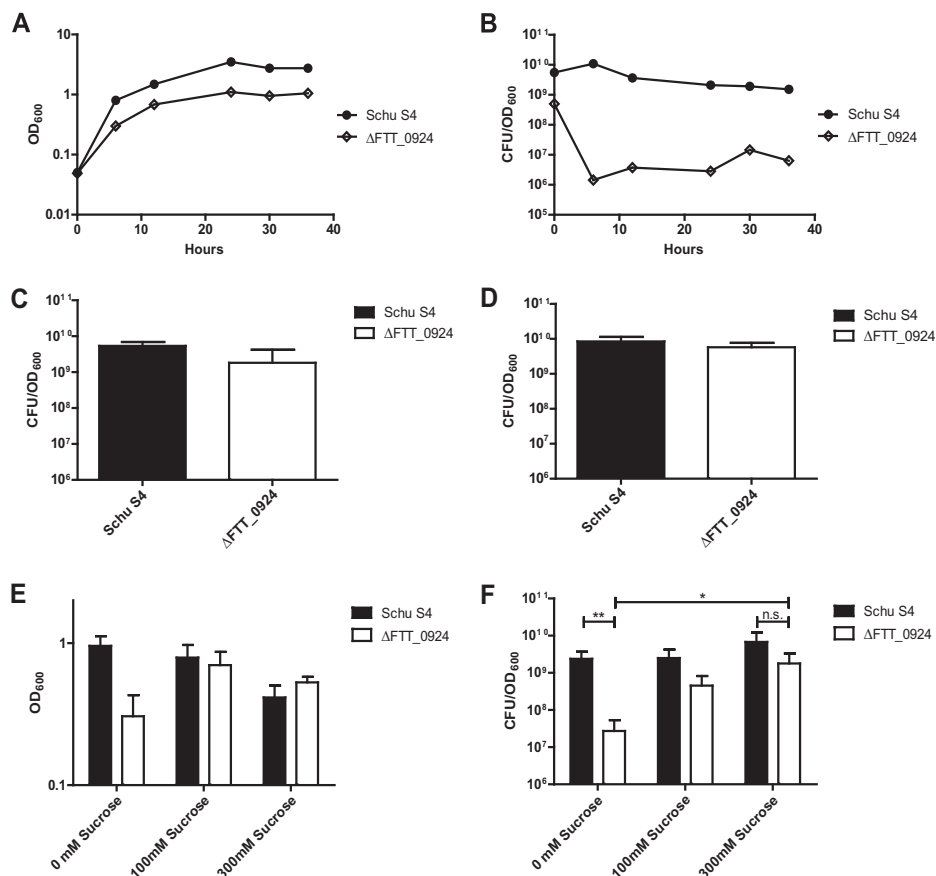 A
OD600
10
1
0.1
0.01
0 10 20 30 40
Hours
Schu S4
ΔFTT_0924
B
CFU/OD600
10^11
10^10
10^9
10^8
10^7
10^6
10^5
0 10 20 30 40
Hours
Schu S4
ΔFTT_0924
C
CFU/OD600
10^11
10^10
10^9
10^8
10^7
10^6
Schu S4
ΔFTT_0924
Schu S4
ΔFTT_0924
D
CFU/OD600
10^11
10^10
10^9
10^8
10^7
10^6
Schu S4
ΔFTT_0924
Schu S4
ΔFTT_0924
E
OD600
1
0.1
0 mM Sucrose
100mM Sucrose
300mM Sucrose
Schu S4
ΔFTT_0924
F
CFU/OD600
10^11
10^10
10^9
10^8
10^7
10^6
**
*
n.s.
0 mM Sucrose
100mM Sucrose
300mM Sucrose
Schu S4
ΔFTT_0924